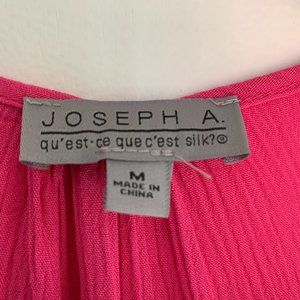 JOSEPH A.
qu'est-ce que c'est silk?®
M
MADE IN
CHINA